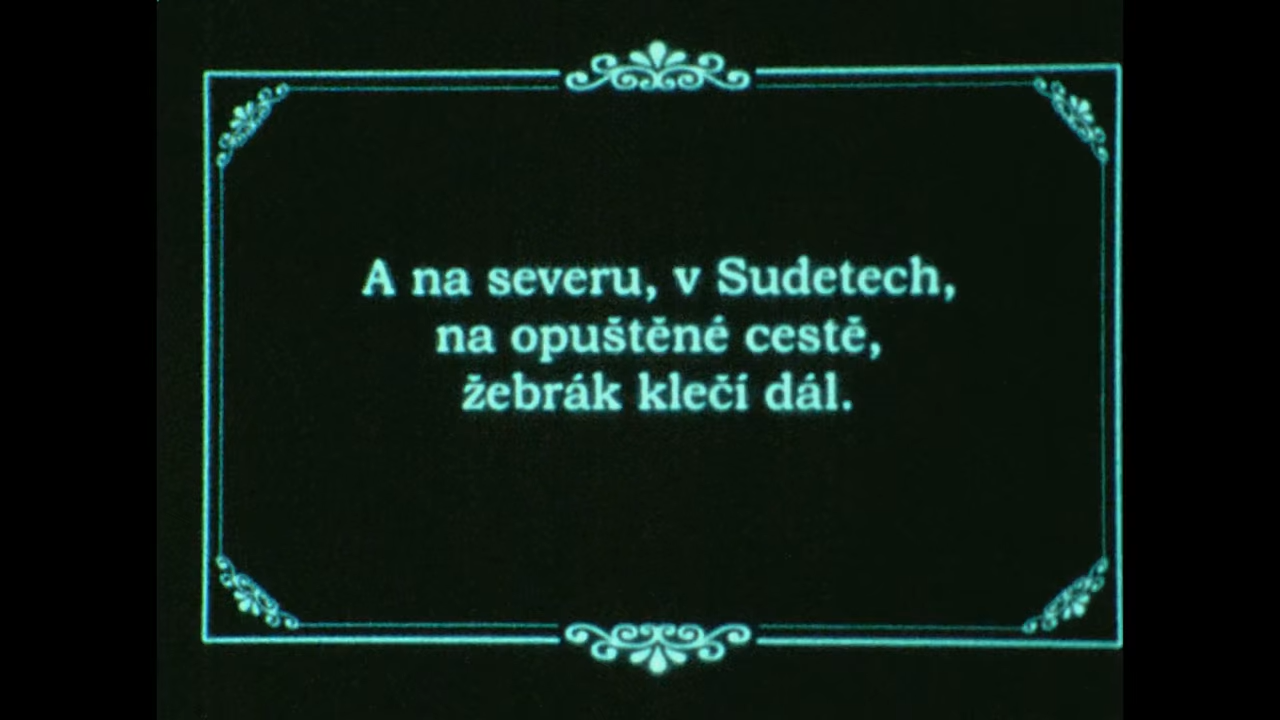 A na severu, v Sudetech,
na opuštěné cestě,
žebrák klečí dál.